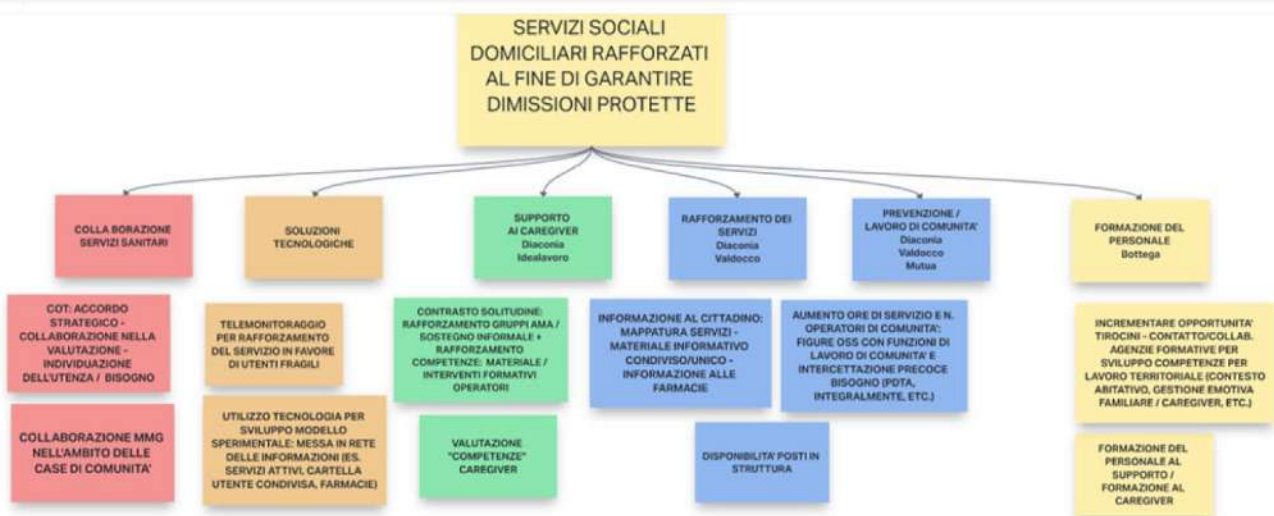 SERVIZI SOCIALI
DOMICILIARI RAFFORZATI
AL FINE DI GARANTIRE
DIMISSIONI PROTETTE
COLLA BORAZIONE
SERVIZI SANITARI
SOLUZIONI
TECNOLOGICHE
SUPPORTO
AI CAREGIVER
Diaconia
Idealavoro
RAFFORZAMENTO DEI
SERVIZI
Diaconia
Valdocco
PREVENZIONE /
LAVORO DI COMUNITA'
Diaconia
Valdocco
Mutua
FORMAZIONE DEL
PERSONALE
Bottega
COT: ACCORDO
STRATEGICO -
COLLABORAZIONE NELLA
VALUTAZIONE -
INDIVIDUAZIONE
DELL'UTENZA / BISOGNO
TELEMONITORAGGIO
PER RAFFORZAMENTO
DEL SERVIZIO IN FAVORE
DI UTENTI FRAGILI
CONTRASTO SOLITUDINE:
RAFFORZAMENTO GRUPPI AMA /
SOSTEGNO INFORMALE +
RAFFORZAMENTO
COMPETENZE: MATERIALE /
INTERVENTI FORMATIVI
OPERATORI
INFORMAZIONE AL CITTADINO:
MAPPATURA SERVIZI -
MATERIALE INFORMATIVO
CONDIVISO/UNICO -
INFORMAZIONE ALLE
FARMACIE
AUMENTO ORE DI SERVIZIO E N.
OPERATORI DI COMUNITA':
FIGURE OSS CON FUNZIONI DI
LAVORO DI COMUNITA' E
INTERCETTAZIONE PRECOCE
BISOGNO (PDTA,
INTEGRALMENTE, ETC.)
INCREMENTARE OPPORTUNITA'
TIROCINI - CONTATTO/COLLAB.
AGENZIE FORMATIVE PER
SVILUPPO COMPETENZE PER
LAVORO TERRITORIALE (CONTESTO
ABITATIVO, GESTIONE EMOTIVA
FAMILIARE / CAREGIVER, ETC.)
COLLABORAZIONE MMG
NELL'AMBITO DELLE
CASE DI COMUNITA'
UTILIZZO TECNOLOGIA PER
SVILUPPO MODELLO
SPERIMENTALE: MESSA IN RETE
DELLE INFORMAZIONI (ES.
SERVIZI ATTIVI, CARTELLA
UTENTE CONDIVISA, FARMACIE)
VALUTAZIONE
"COMPETENZE"
CAREGIVER
DISPONIBILITA' POSTI IN
STRUTTURA
FORMAZIONE DEL
PERSONALE AL
SUPPORTO /
FORMAZIONE AL
CAREGIVER